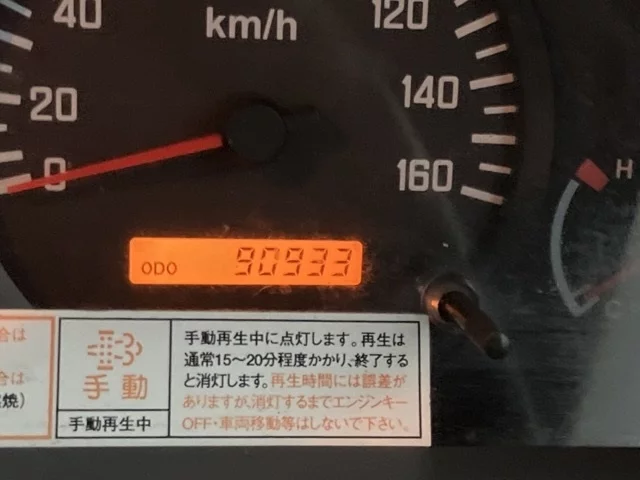 40
km/h
120
20
140
0
160
H
C
ODO 90933
合は
合は
燃焼)
手動
手動再生中
手動再生中に点灯します。再生は
通常15～20分程度かかり、終了する
と消灯します。再生時間には誤差が
ありますが、消灯するまでエンジンキー
OFF・車両移動等はしないで下さい。